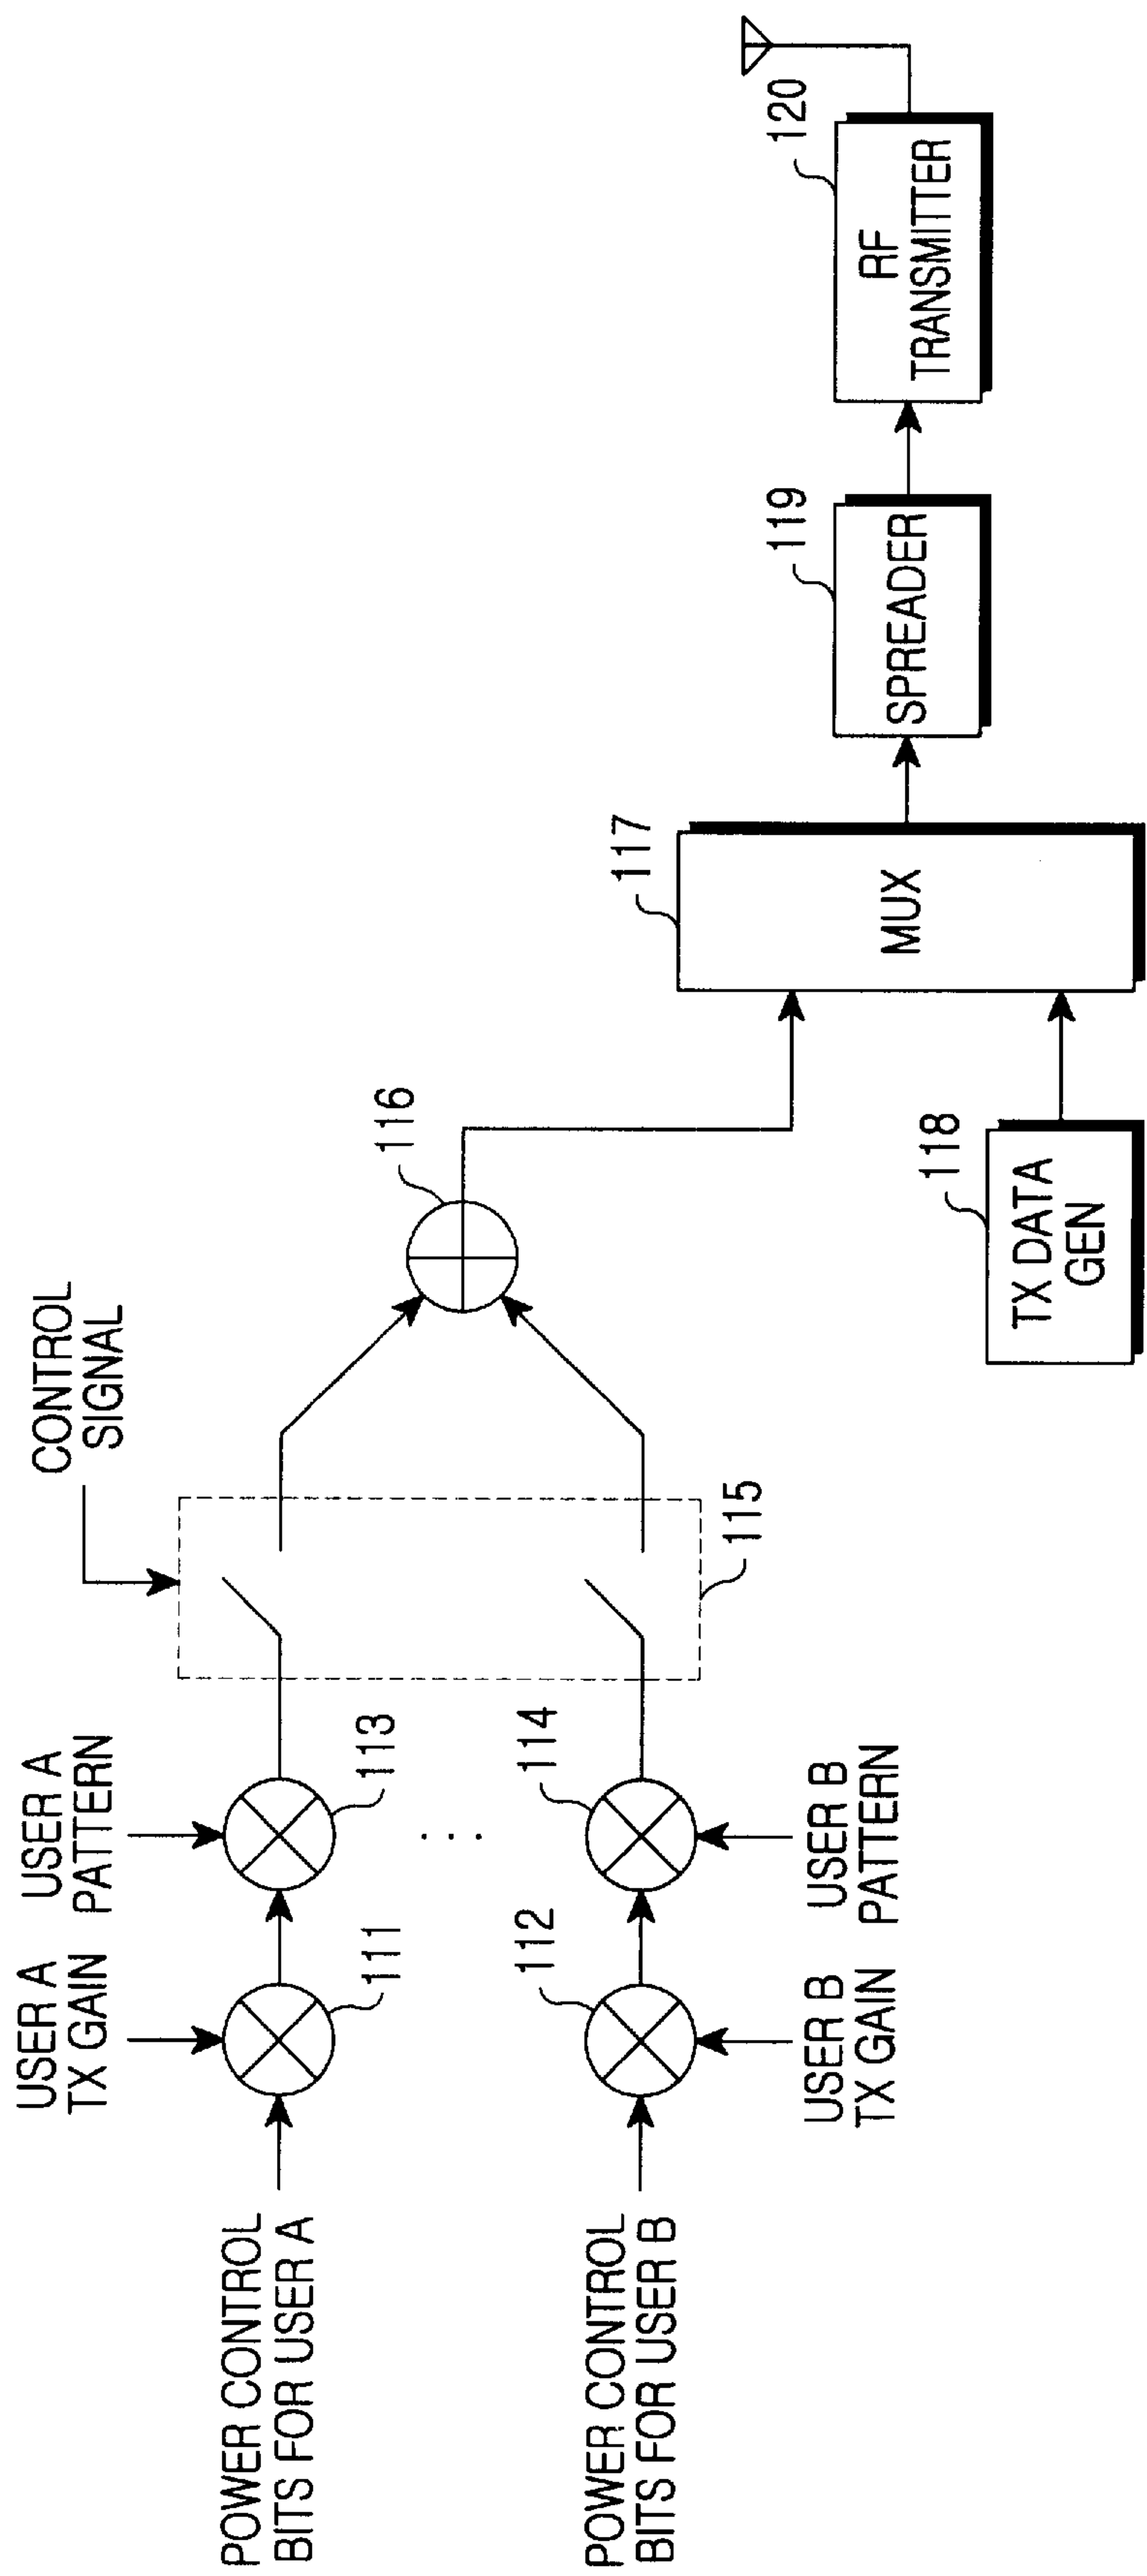 POWER CONTROL
BITS FOR USER A
USER A
TX GAIN
111
USER A
PATTERN
113
CONTROL
SIGNAL
115
116
POWER CONTROL
BITS FOR USER B
112
USER B
TX GAIN
114
USER B
PATTERN
. . .
118
TX DATA
GEN
117
MUX
119
SPREADER
120
RF
TRANSMITTER